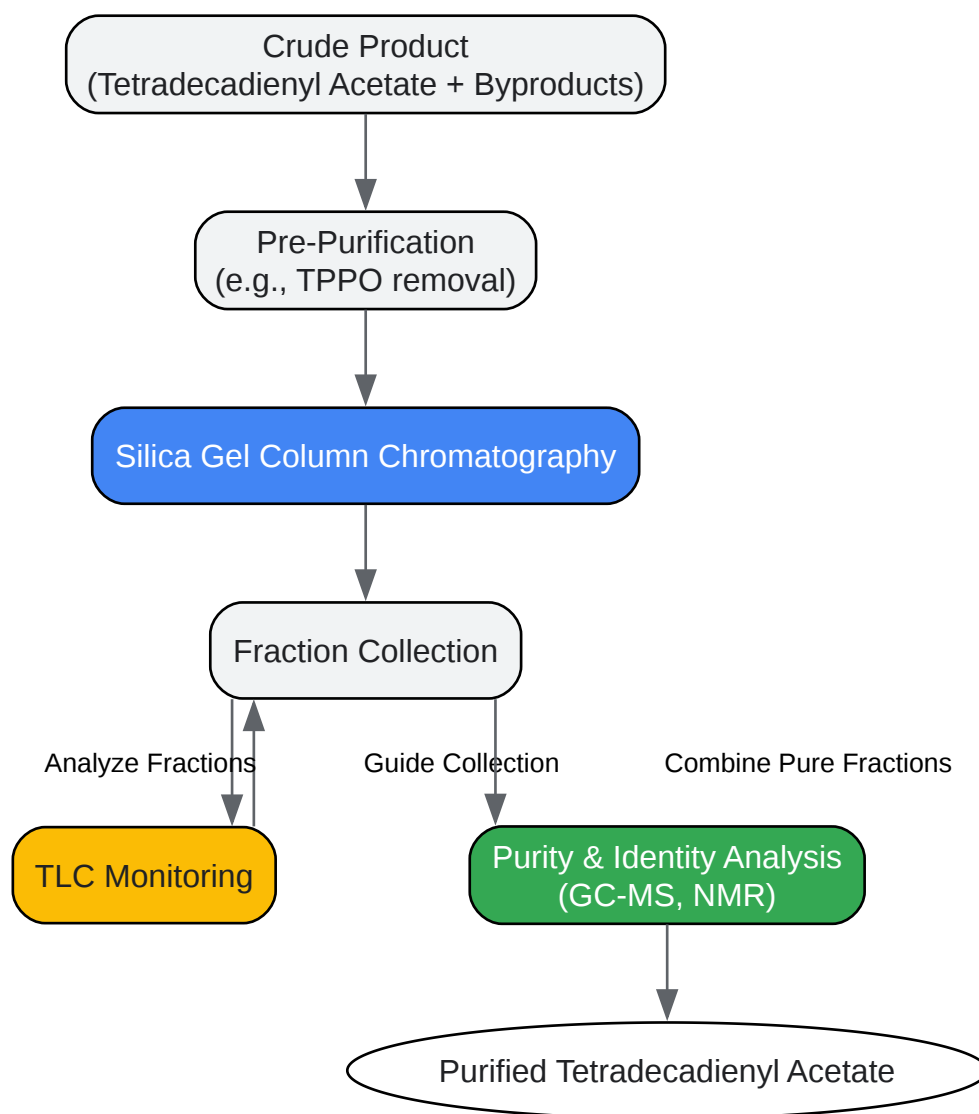 Crude Product
(Tetradecadienyl Acetate + Byproducts)
Pre-Purification
(e.g., TPPO removal)
Silica Gel Column Chromatography
Fraction Collection
Analyze Fractions
Guide Collection
Combine Pure Fractions
TLC Monitoring
Purity & Identity Analysis
(GC-MS, NMR)
Purified Tetradecadienyl Acetate